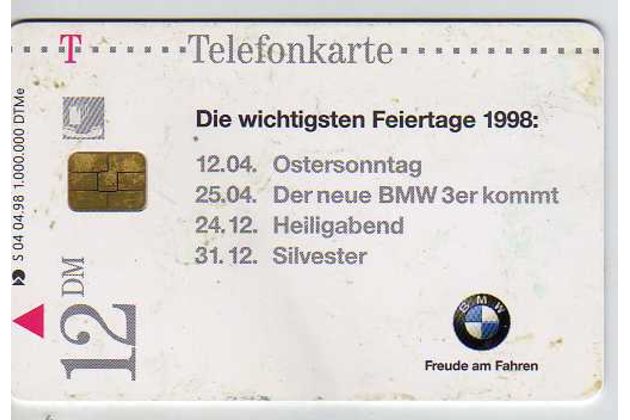 T Telefonkarte
Die wichtigsten Feiertage 1998:
12.04. Ostersonntag
25.04. Der neue BMW 3er kommt
24.12. Heiligabend
31.12. Silvester
BMW
Freude am Fahren
12 DM
S 04 04.98 1.000.000 DTMe